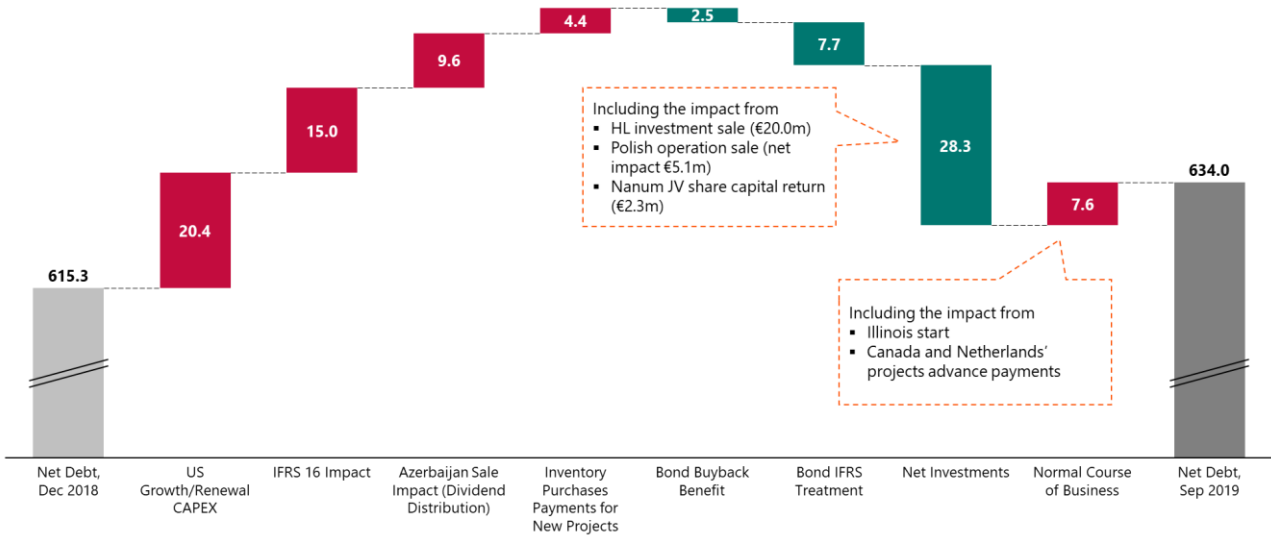 4.4
2.5
9.6
7.7
Including the impact from
▪ HL investment sale (€20.0m)
▪ Polish operation sale (net
impact €5.1m)
▪ Nanum JV share capital return
(€2.3m)
15.0
28.3
634.0
7.6
20.4
615.3
Including the impact from
▪ Illinois start
▪ Canada and Netherlands’
projects advance payments
Net Debt,
Dec 2018
US
Growth/Renewal
CAPEX
IFRS 16 Impact
Azerbaijan Sale
Impact (Dividend
Distribution)
Inventory
Purchases
Payments for
New Projects
Bond Buyback
Benefit
Bond IFRS
Treatment
Net Investments
Normal Course
of Business
Net Debt,
Sep 2019